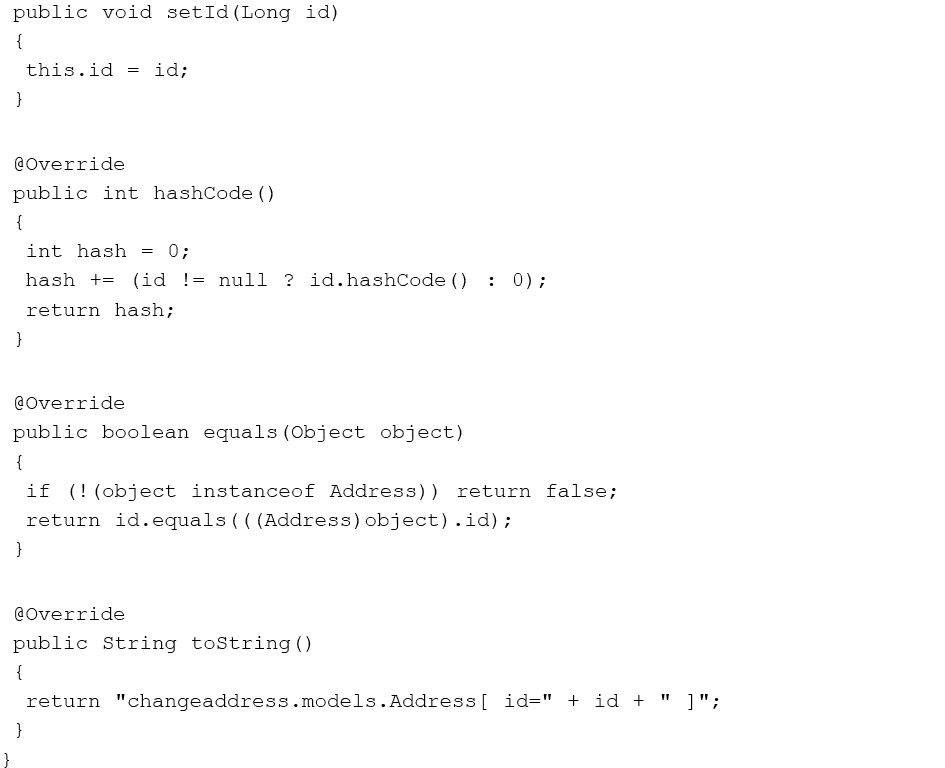 public void setId(Long id)
{
this.id = id;
}
@Override
public int hashCode()
{
int hash = 0;
hash += (id != null ? id.hashCode() : 0);
return hash;
}
@Override
public boolean equals(Object object)
{
if (!(object instanceof Address)) return false;
return id.equals(((Address)object).id);
}
@Override
public String toString()
{
return "changeaddress.models.Address[ id=" + id + " ]";
}
}